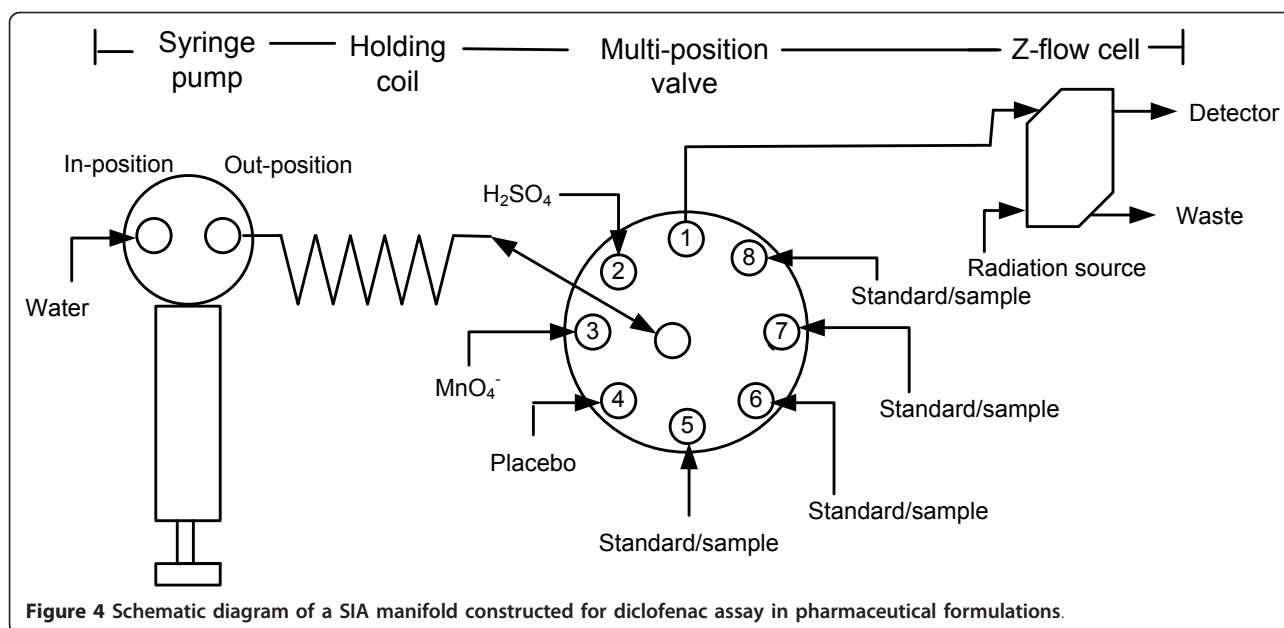 Syringe pump
Holding coil
Multi-position valve
Z-flow cell
In-position
Out-position
Water
H₂SO₄
MnO₄⁻
Placebo
1
2
3
4
5
6
7
8
Standard/sample
Standard/sample
Standard/sample
Standard/sample
Detector
Waste
Radiation source
Figure 4 Schematic diagram of a SIA manifold constructed for diclofenac assay in pharmaceutical formulations.